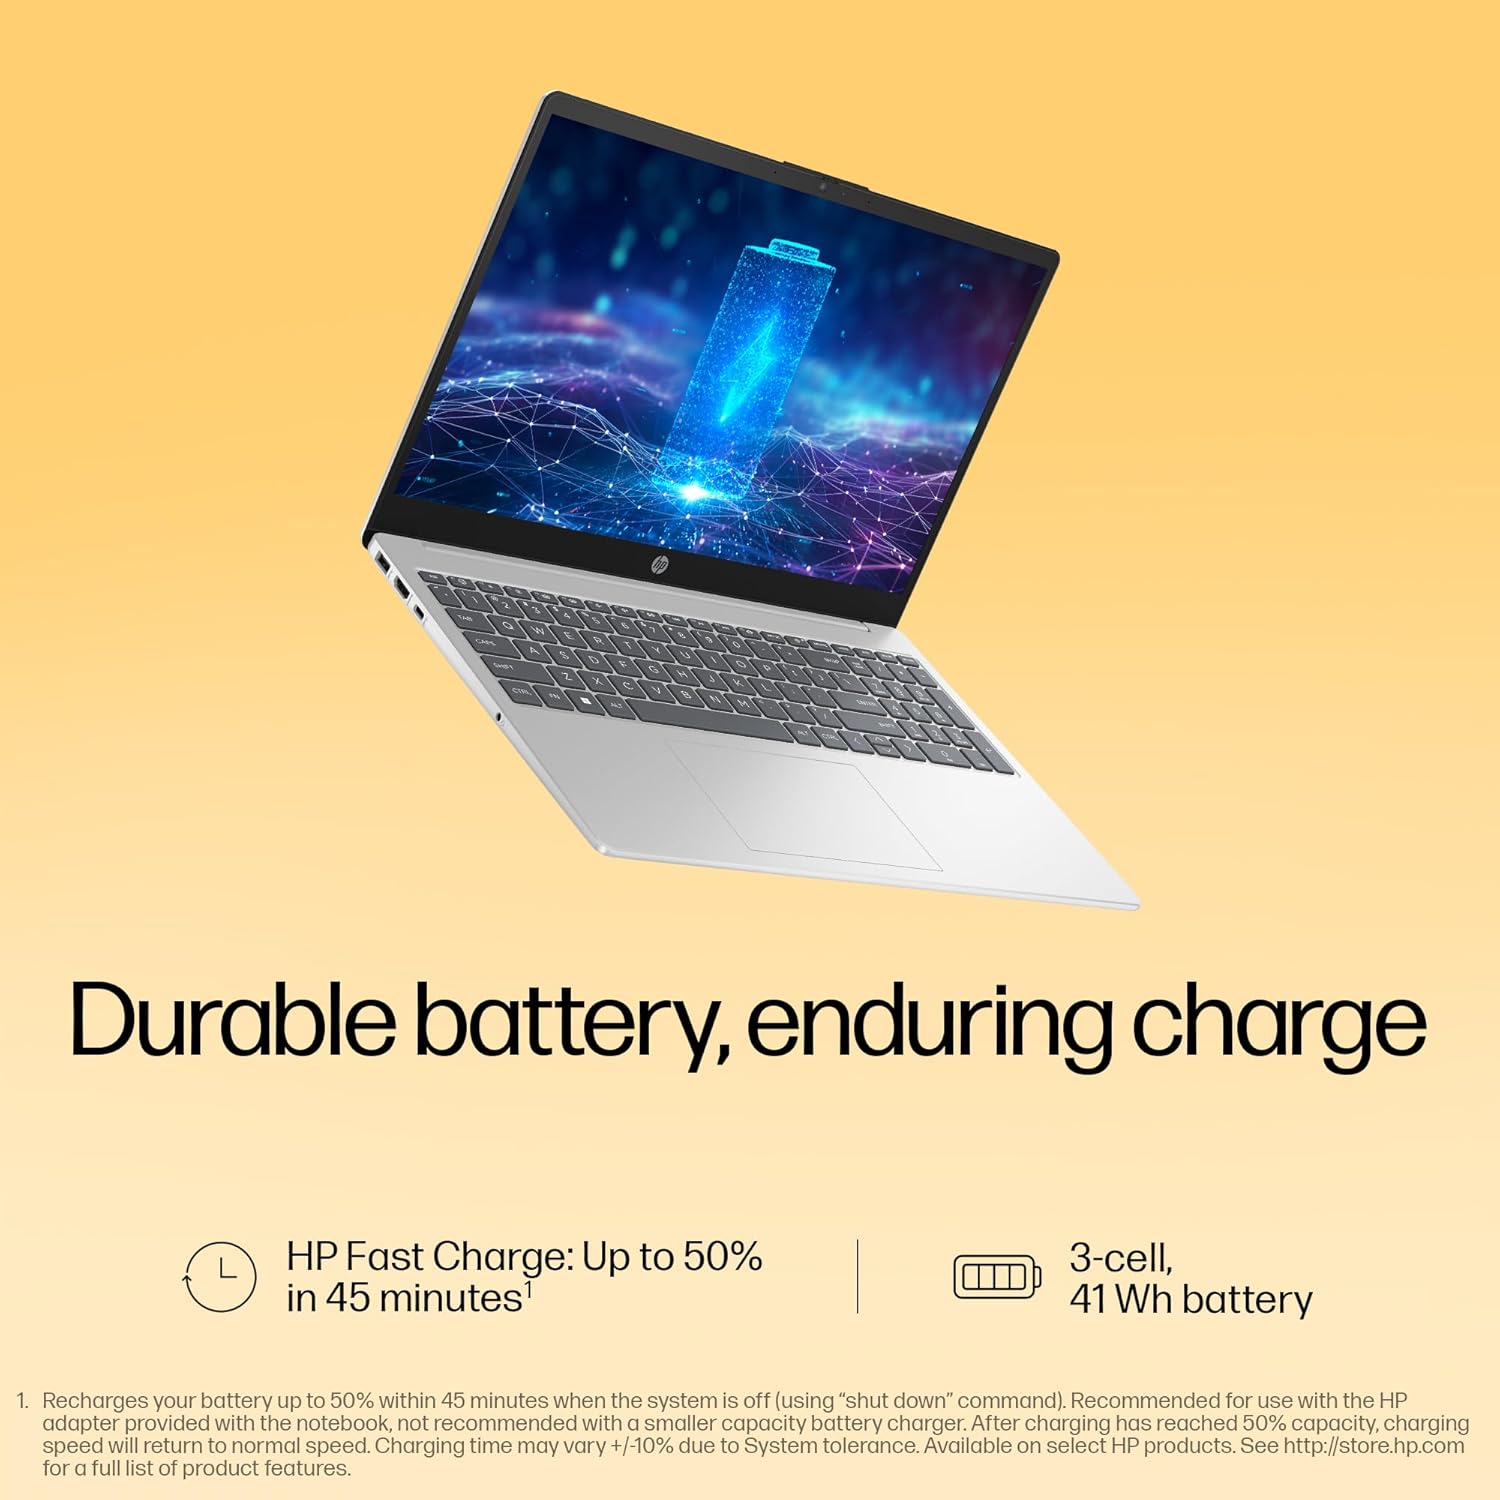 hp
Durable battery, enduring charge
HP Fast Charge: Up to 50%
in 45 minutes¹
3-cell,
41 Wh battery
1. Recharges your battery up to 50% within 45 minutes when the system is off (using “shut down” command). Recommended for use with the HP
adapter provided with the notebook, not recommended with a smaller capacity battery charger. After charging has reached 50% capacity, charging
speed will return to normal speed. Charging time may vary +/-10% due to System tolerance. Available on select HP products. See http://store.hp.com
for a full list of product features.